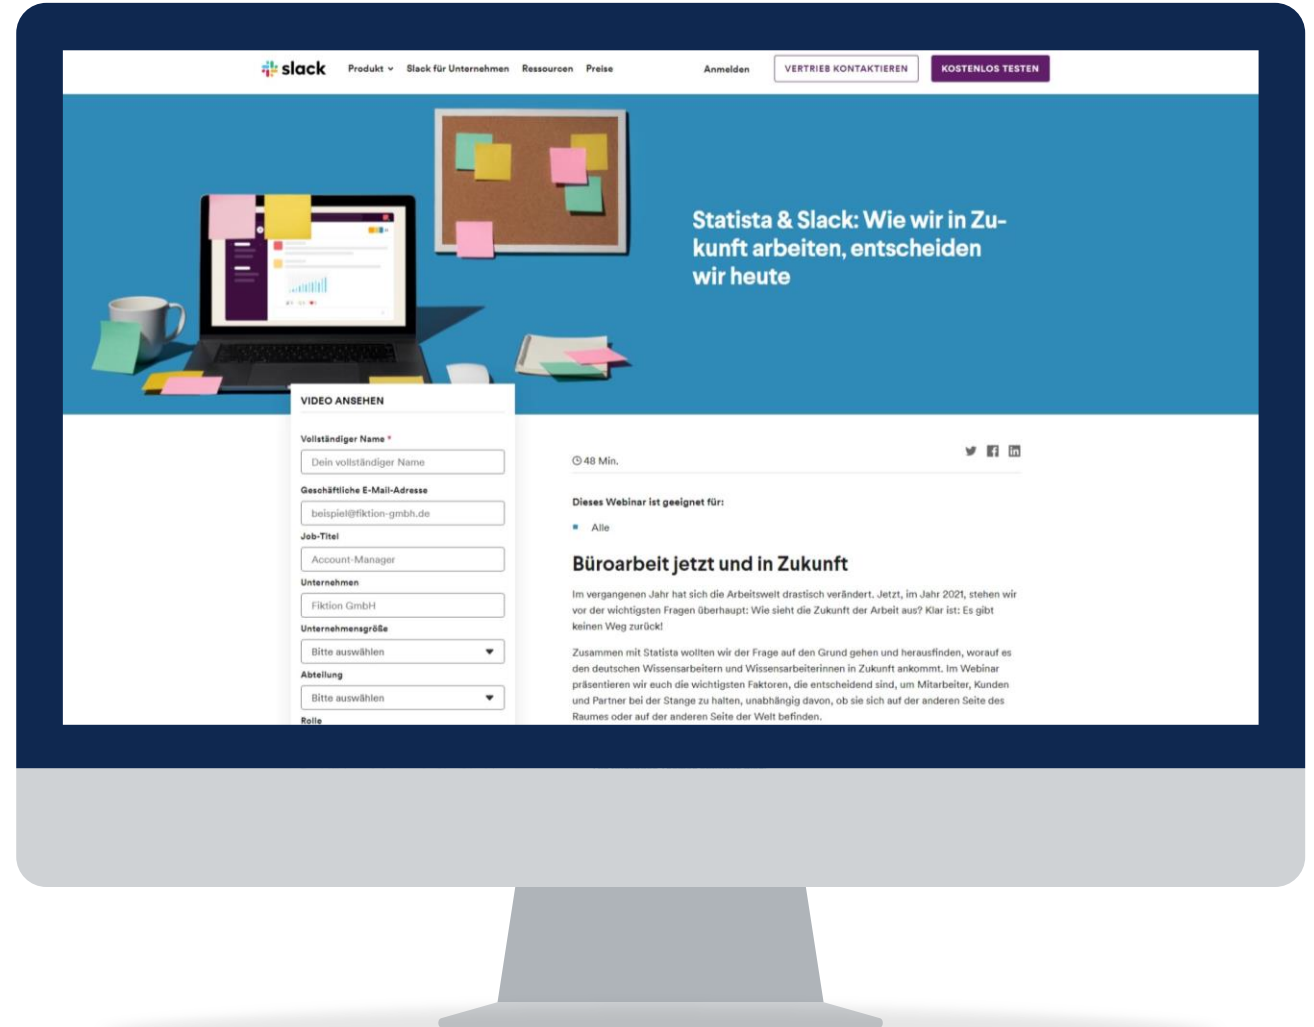 slack
Produkt
Slack für Unternehmen
Ressourcen
Preise
Anmelden
VERTRIEB KONTAKTIEREN
KOSTENLOS TESTEN
Statista & Slack: Wie wir in Zu-
kunft arbeiten, entscheiden
wir heute
VIDEO ANSEHEN
Vollständiger Name *
Dein vollständiger Name
Geschäftliche E-Mail-Adresse
beispiel@fiktion-gmbh.de
Job-Titel
Account-Manager
Unternehmen
Fiktion GmbH
Unternehmensgröße
Bitte auswählen
Abteilung
Bitte auswählen
Rolle
48 Min.
Dieses Webinar ist geeignet für:
Alle
Büroarbeit jetzt und in Zukunft
Im vergangenen Jahr hat sich die Arbeitswelt drastisch verändert. Jetzt, im Jahr 2021, stehen wir
vor der wichtigsten Fragen überhaupt: Wie sieht die Zukunft der Arbeit aus? Klar ist: Es gibt
keinen Weg zurück!
Zusammen mit Statista wollten wir der Frage auf den Grund gehen und herausfinden, worauf es
den deutschen Wissensarbeitern und Wissensarbeiterinnen in Zukunft ankommt. Im Webinar
präsentieren wir euch die wichtigsten Faktoren, die entscheidend sind, um Mitarbeiter, Kunden
und Partner bei der Stange zu halten, unabhängig davon, ob sie sich auf der anderen Seite des
Raumes oder auf der anderen Seite der Welt befinden.